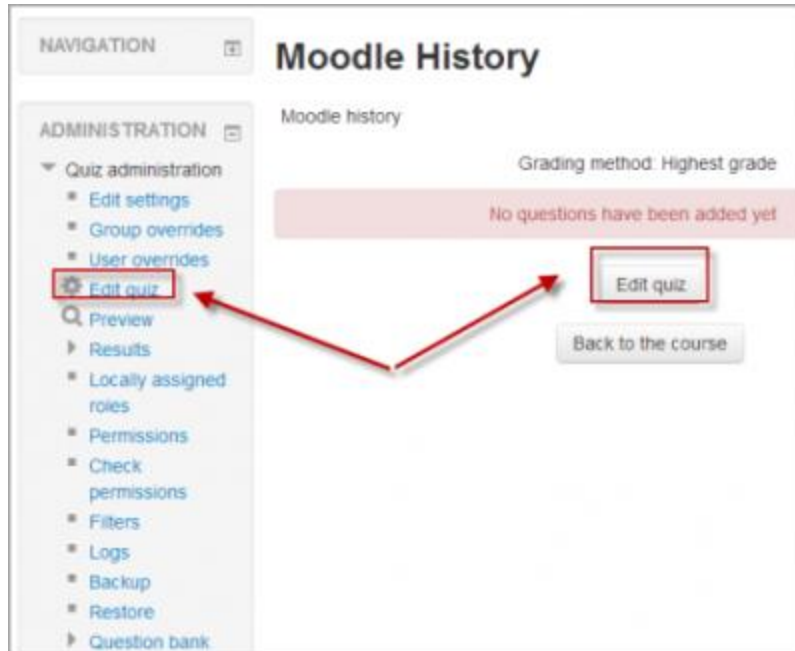 NAVIGATION
ADMINISTRATION
Quiz administration
Edit settings
Group overrides
User overrides
Edit quiz
Preview
Results
Locally assigned
roles
Permissions
Check
permissions
Filters
Logs
Backup
Restore
Question bank
Moodle History
Moodle history
Grading method: Highest grade
No questions have been added yet
Edit quiz
Back to the course